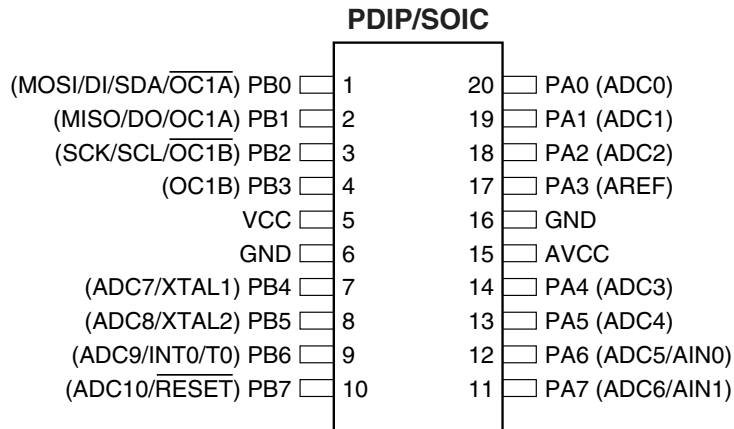 PDIP/SOIC
(MOSI/DI/SDA/O̅C̅1̅A̅) PB0 1 20 PA0 (ADC0)
(MISO/DO/OC1A) PB1 2 19 PA1 (ADC1)
(SCK/SCL/O̅C̅1̅B̅) PB2 3 18 PA2 (ADC2)
(OC1B) PB3 4 17 PA3 (AREF)
VCC 5 16 GND
GND 6 15 AVCC
(ADC7/XTAL1) PB4 7 14 PA4 (ADC3)
(ADC8/XTAL2) PB5 8 13 PA5 (ADC4)
(ADC9/INT0/T0) PB6 9 12 PA6 (ADC5/AIN0)
(ADC10/R̅E̅S̅E̅T̅) PB7 10 11 PA7 (ADC6/AIN1)